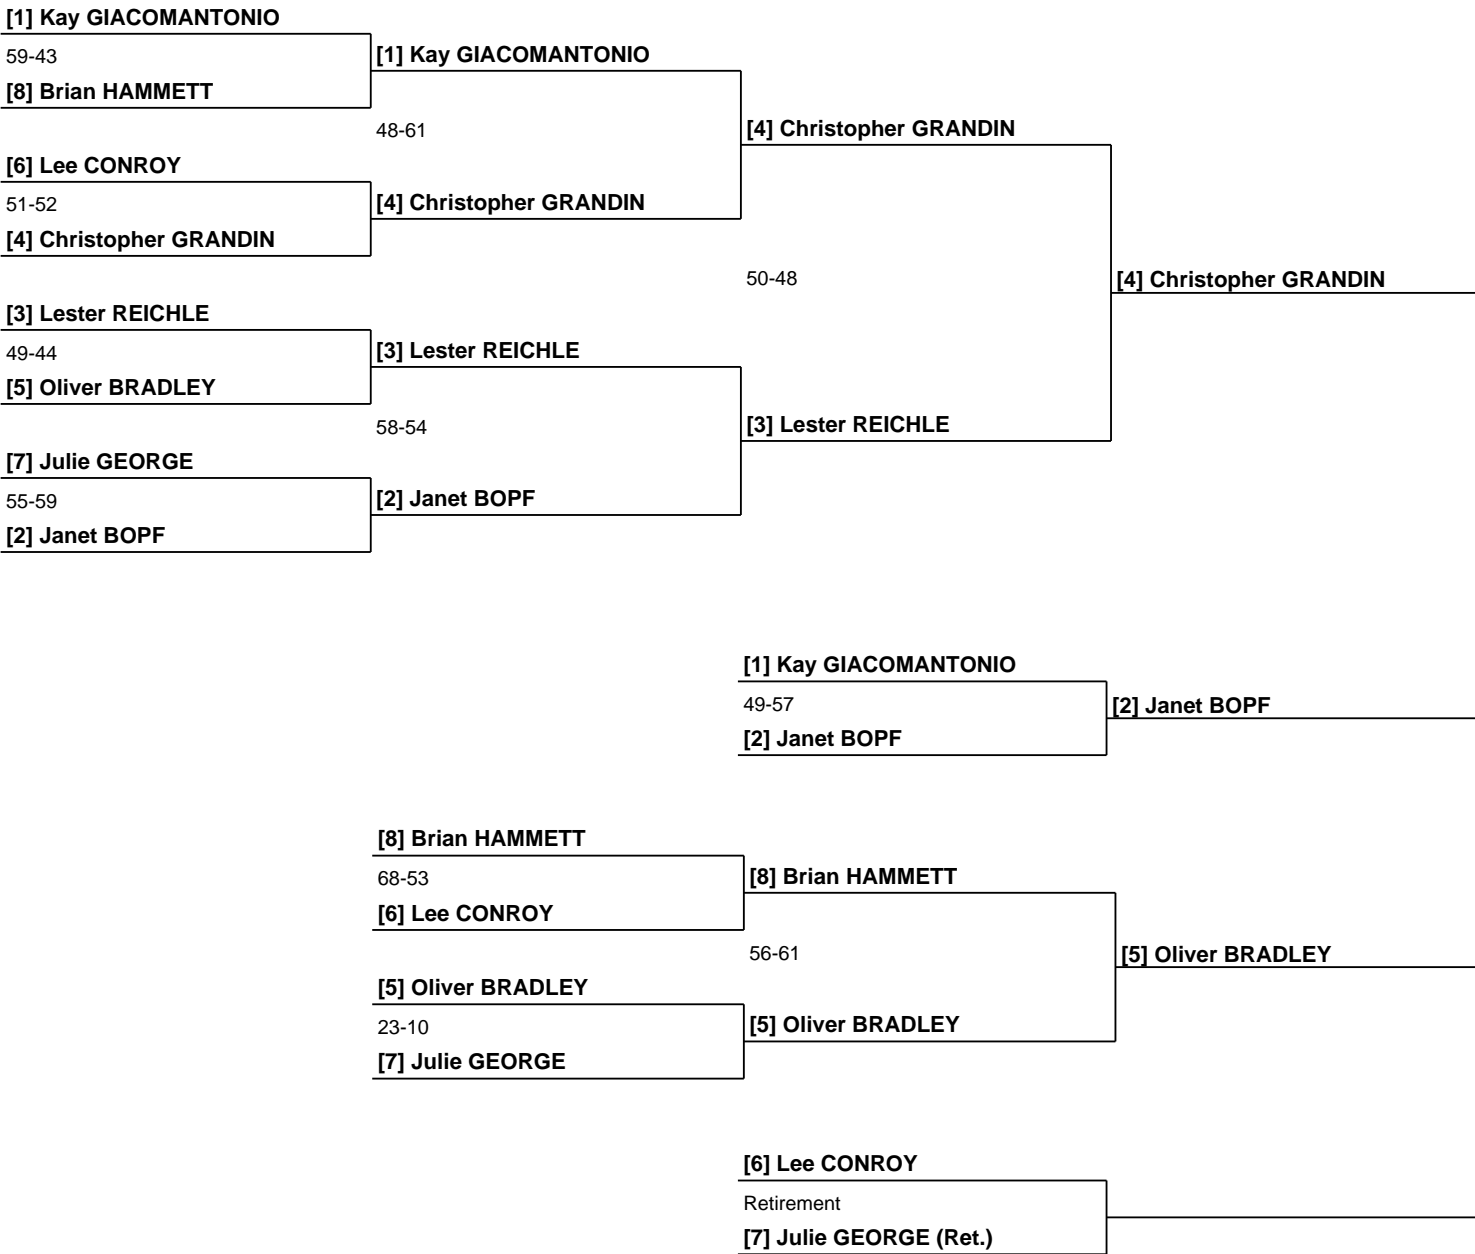 [1] Kay GIACOMANTONIO
59-43
[1] Kay GIACOMANTONIO
[8] Brian HAMMETT
48-61
[4] Christopher GRANDIN
[6] Lee CONROY
51-52
[4] Christopher GRANDIN
[4] Christopher GRANDIN
50-48
[4] Christopher GRANDIN
[3] Lester REICHLE
49-44
[3] Lester REICHLE
[5] Oliver BRADLEY
58-54
[3] Lester REICHLE
[7] Julie GEORGE
55-59
[2] Janet BOPF
[2] Janet BOPF
[1] Kay GIACOMANTONIO
49-57
[2] Janet BOPF
[2] Janet BOPF
[8] Brian HAMMETT
68-53
[8] Brian HAMMETT
[6] Lee CONROY
56-61
[5] Oliver BRADLEY
[5] Oliver BRADLEY
23-10
[5] Oliver BRADLEY
[7] Julie GEORGE
[6] Lee CONROY
Retirement
[7] Julie GEORGE (Ret.)